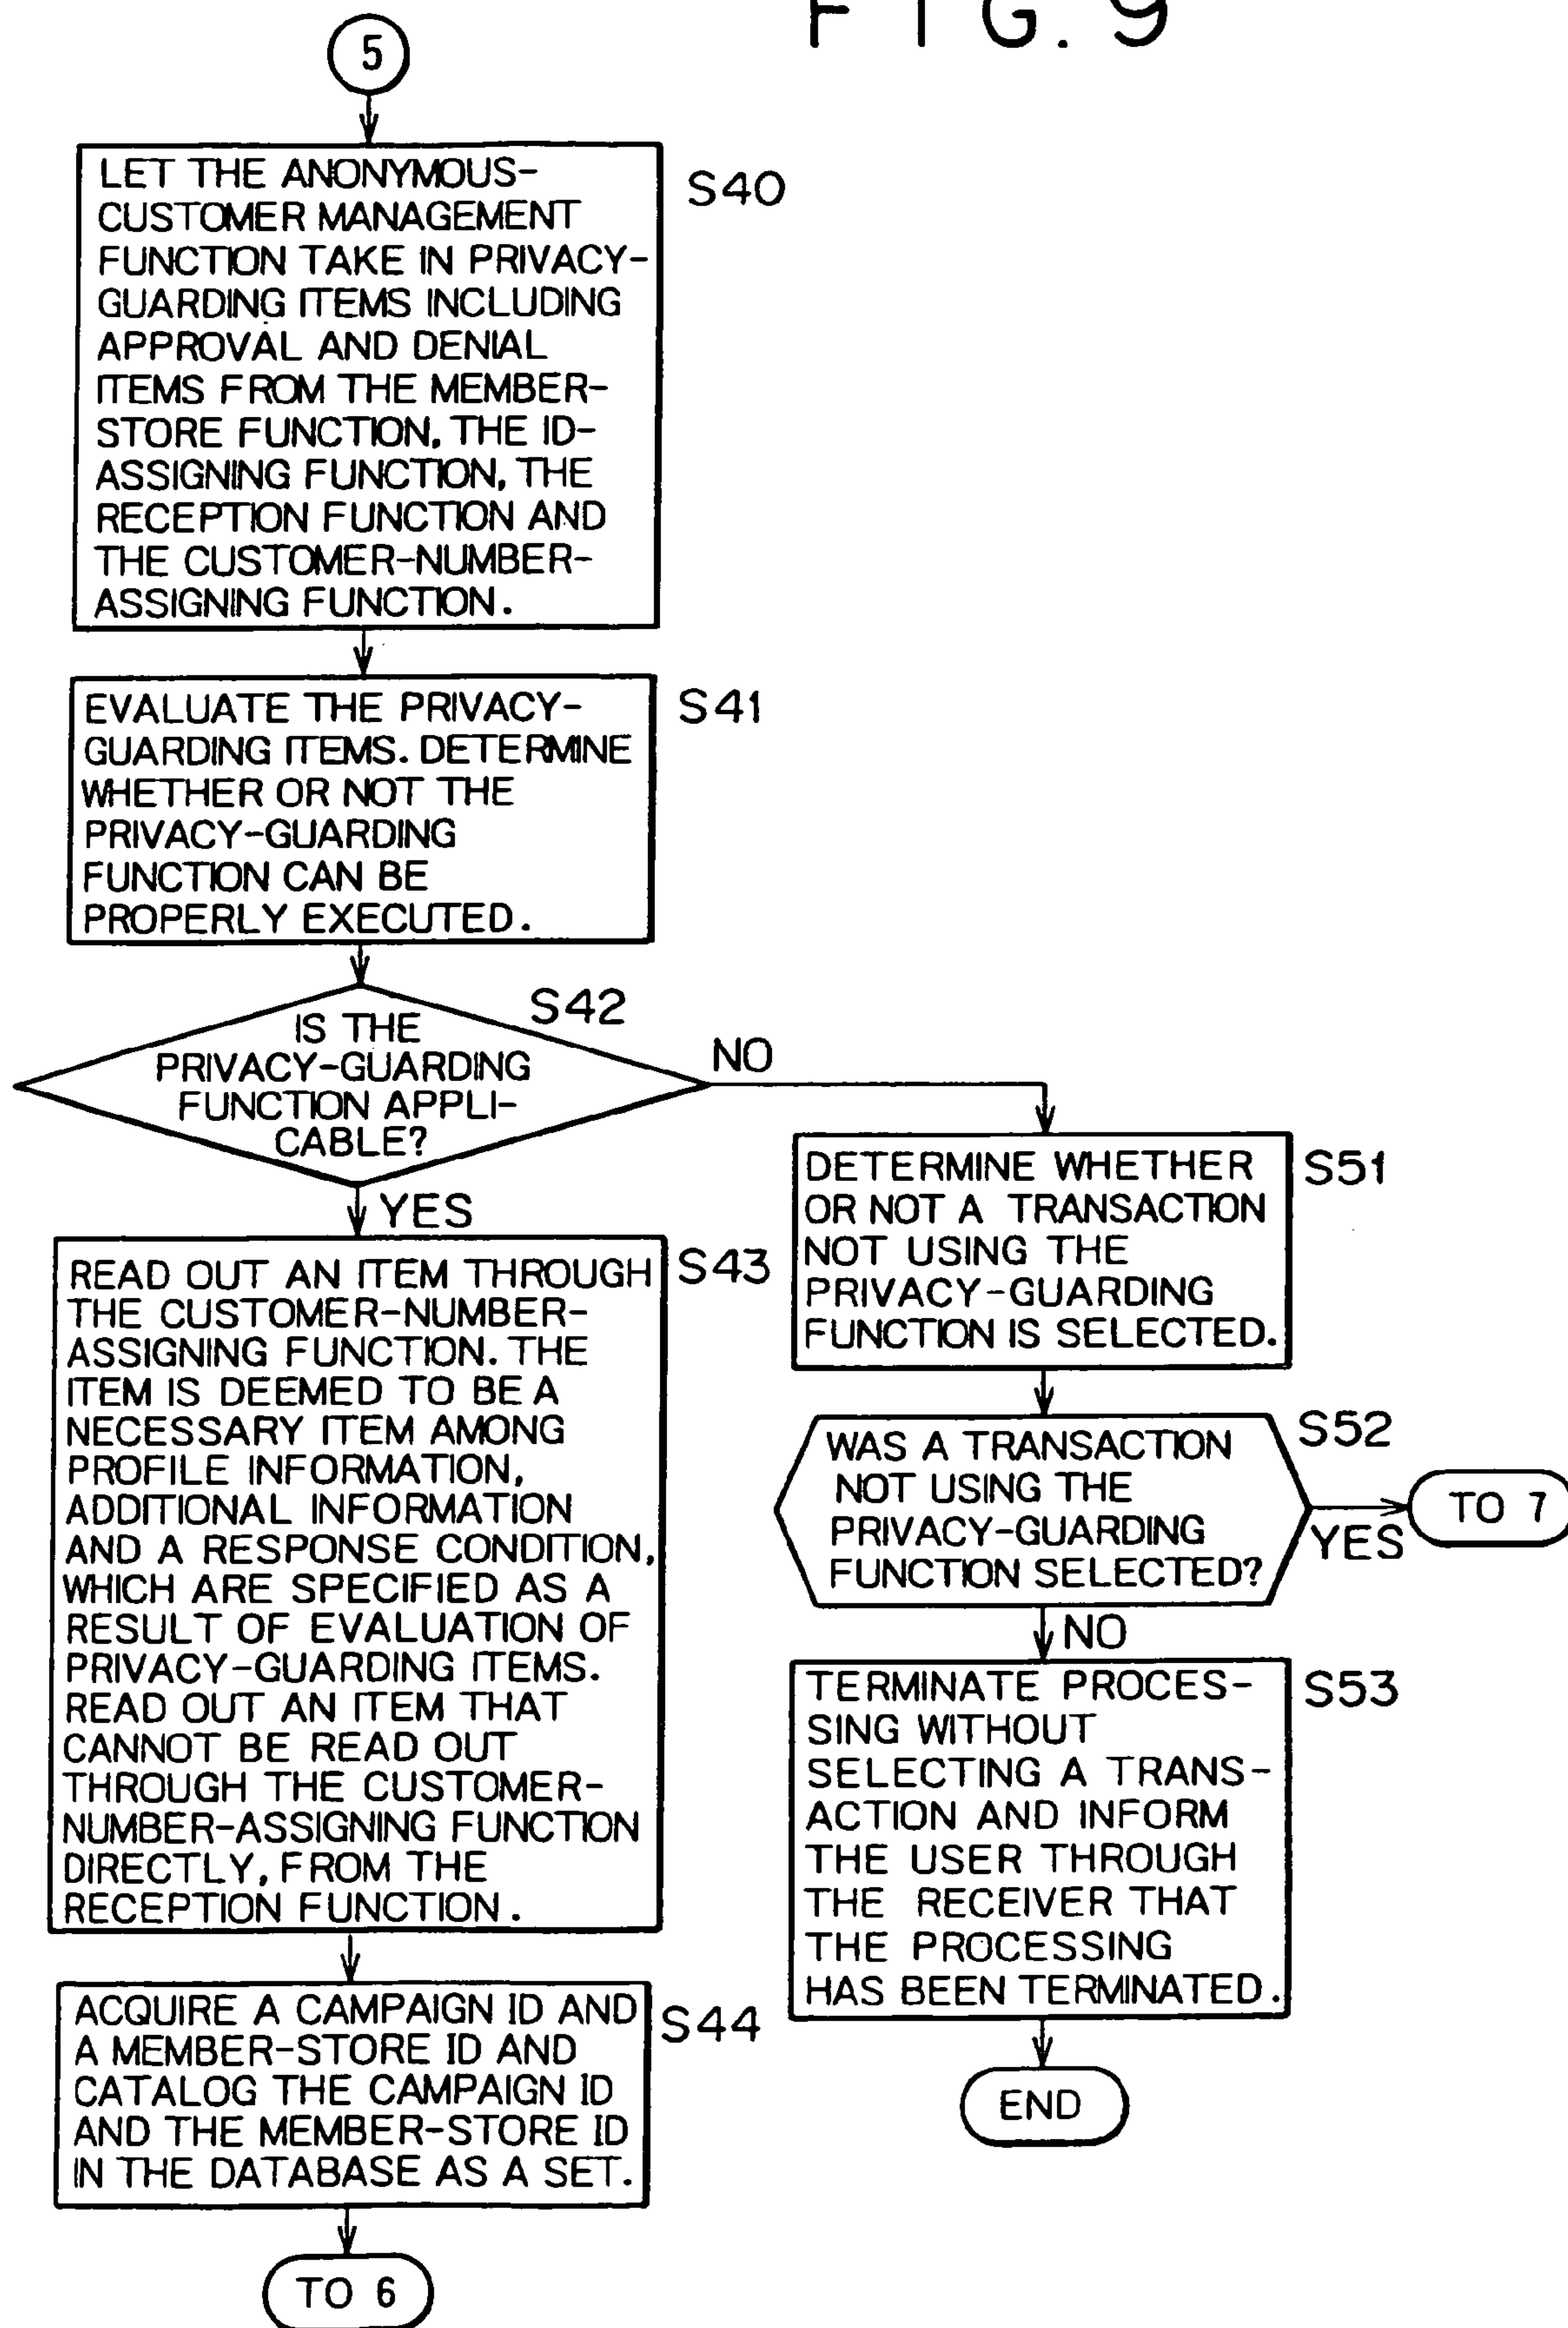 FIG. 9
5
LET THE ANONYMOUS-
CUSTOMER MANAGEMENT
FUNCTION TAKE IN PRIVACY-
GUARDING ITEMS INCLUDING
APPROVAL AND DENIAL
ITEMS FROM THE MEMBER-
STORE FUNCTION, THE ID-
ASSIGNING FUNCTION, THE
RECEPTION FUNCTION AND
THE CUSTOMER-NUMBER-
ASSIGNING FUNCTION.
S40
EVALUATE THE PRIVACY-
GUARDING ITEMS. DETERMINE
WHETHER OR NOT THE
PRIVACY-GUARDING
FUNCTION CAN BE
PROPERLY EXECUTED.
S41
IS THE
PRIVACY-GUARDING
FUNCTION APPLI-
CABLE?
S42
NO
YES
READ OUT AN ITEM THROUGH
THE CUSTOMER-NUMBER-
ASSIGNING FUNCTION. THE
ITEM IS DEEMED TO BE A
NECESSARY ITEM AMONG
PROFILE INFORMATION,
ADDITIONAL INFORMATION
AND A RESPONSE CONDITION,
WHICH ARE SPECIFIED AS A
RESULT OF EVALUATION OF
PRIVACY-GUARDING ITEMS.
READ OUT AN ITEM THAT
CANNOT BE READ OUT
THROUGH THE CUSTOMER-
NUMBER-ASSIGNING FUNCTION
DIRECTLY, FROM THE
RECEPTION FUNCTION.
S43
ACQUIRE A CAMPAIGN ID AND
A MEMBER-STORE ID AND
CATALOG THE CAMPAIGN ID
AND THE MEMBER-STORE ID
IN THE DATABASE AS A SET.
S44
TO 6
DETERMINE WHETHER
OR NOT A TRANSACTION
NOT USING THE
PRIVACY-GUARDING
FUNCTION IS SELECTED.
S51
WAS A TRANSACTION
NOT USING THE
PRIVACY-GUARDING
FUNCTION SELECTED?
S52
YES
TO 7
NO
TERMINATE PROCES-
SING WITHOUT
SELECTING A TRANS-
ACTION AND INFORM
THE USER THROUGH
THE RECEIVER THAT
THE PROCESSING
HAS BEEN TERMINATED.
S53
END